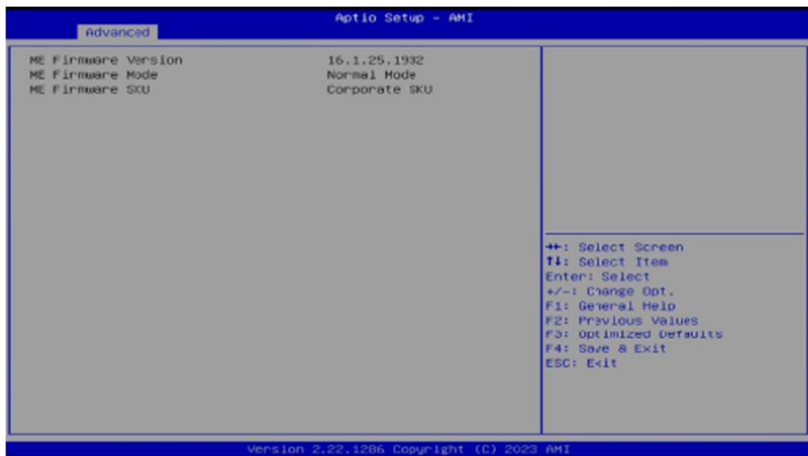 Aptio Setup - AMI
Advanced
ME Firmware Version 16.1.25.1932
ME Firmware Mode Normal Mode
ME Firmware SKU Corporate SKU
→←: Select Screen
↑↓: Select Item
Enter: Select
+/-: Change Opt.
F1: General Help
F2: Previous Values
F3: Optimized Defaults
F4: Save & Exit
ESC: Exit
Version 2.22.1286 Copyright (C) 2023 AMI